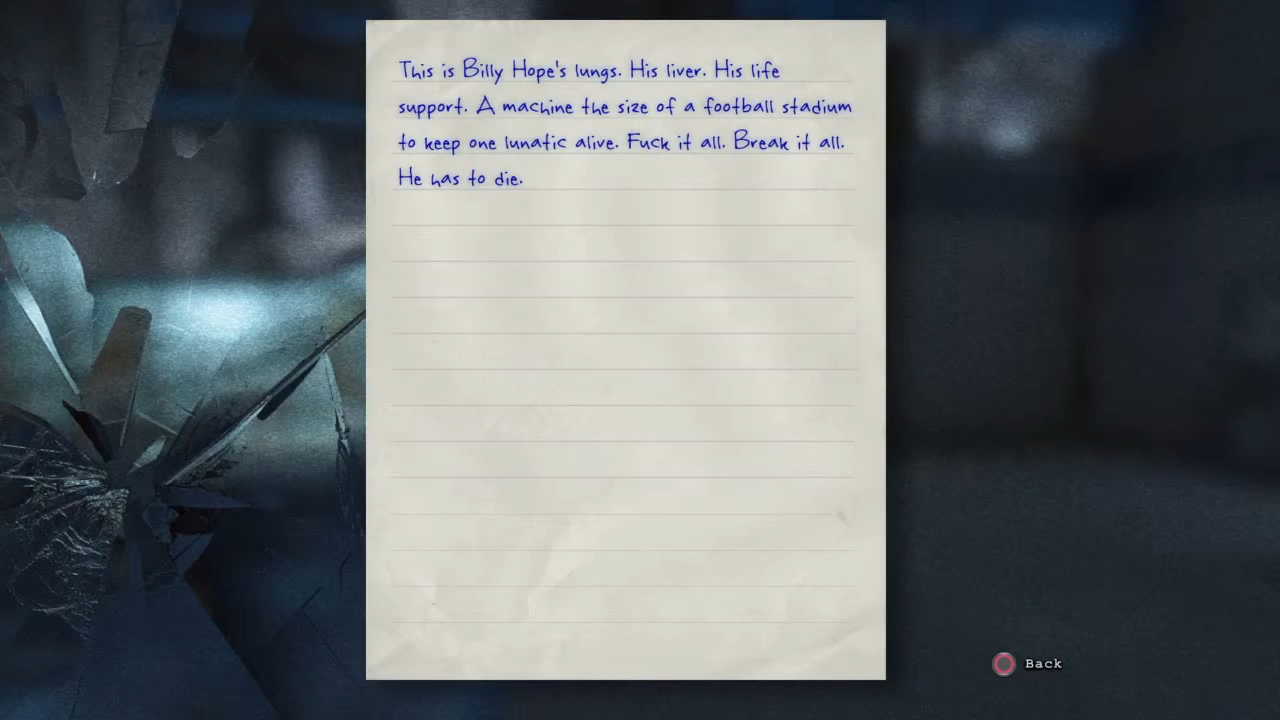 This is Billy Hope's lungs. His liver. His life
support. A machine the size of a football stadium
to keep one lunatic alive. Fuck it all. Break it all.
He has to die.
Back